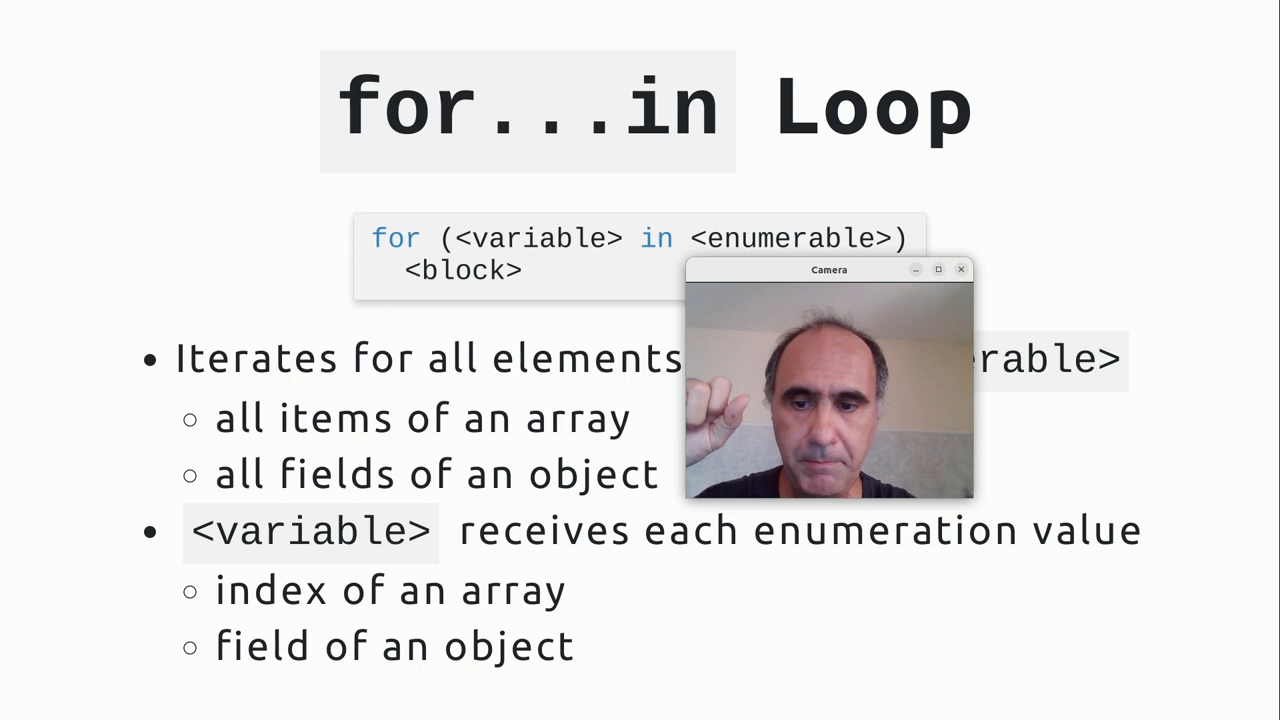 for...in Loop
for (<variable> in <enumerable>)
<block>
Camera
Iterates for all elements
all items of an array
all fields of an object
<variable> receives each enumeration value
index of an array
field of an object